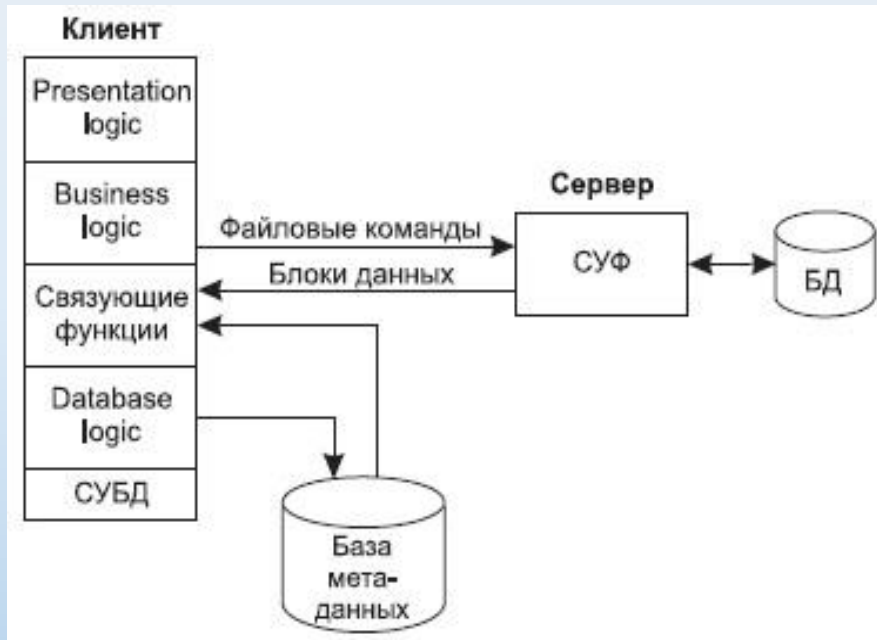 Клиент
Presentation
logic
Business
logic
Связующие
функции
Database
logic
СУБД
Файловые команды
Блоки данных
Сервер
СУФ
БД
База
мета-
данных